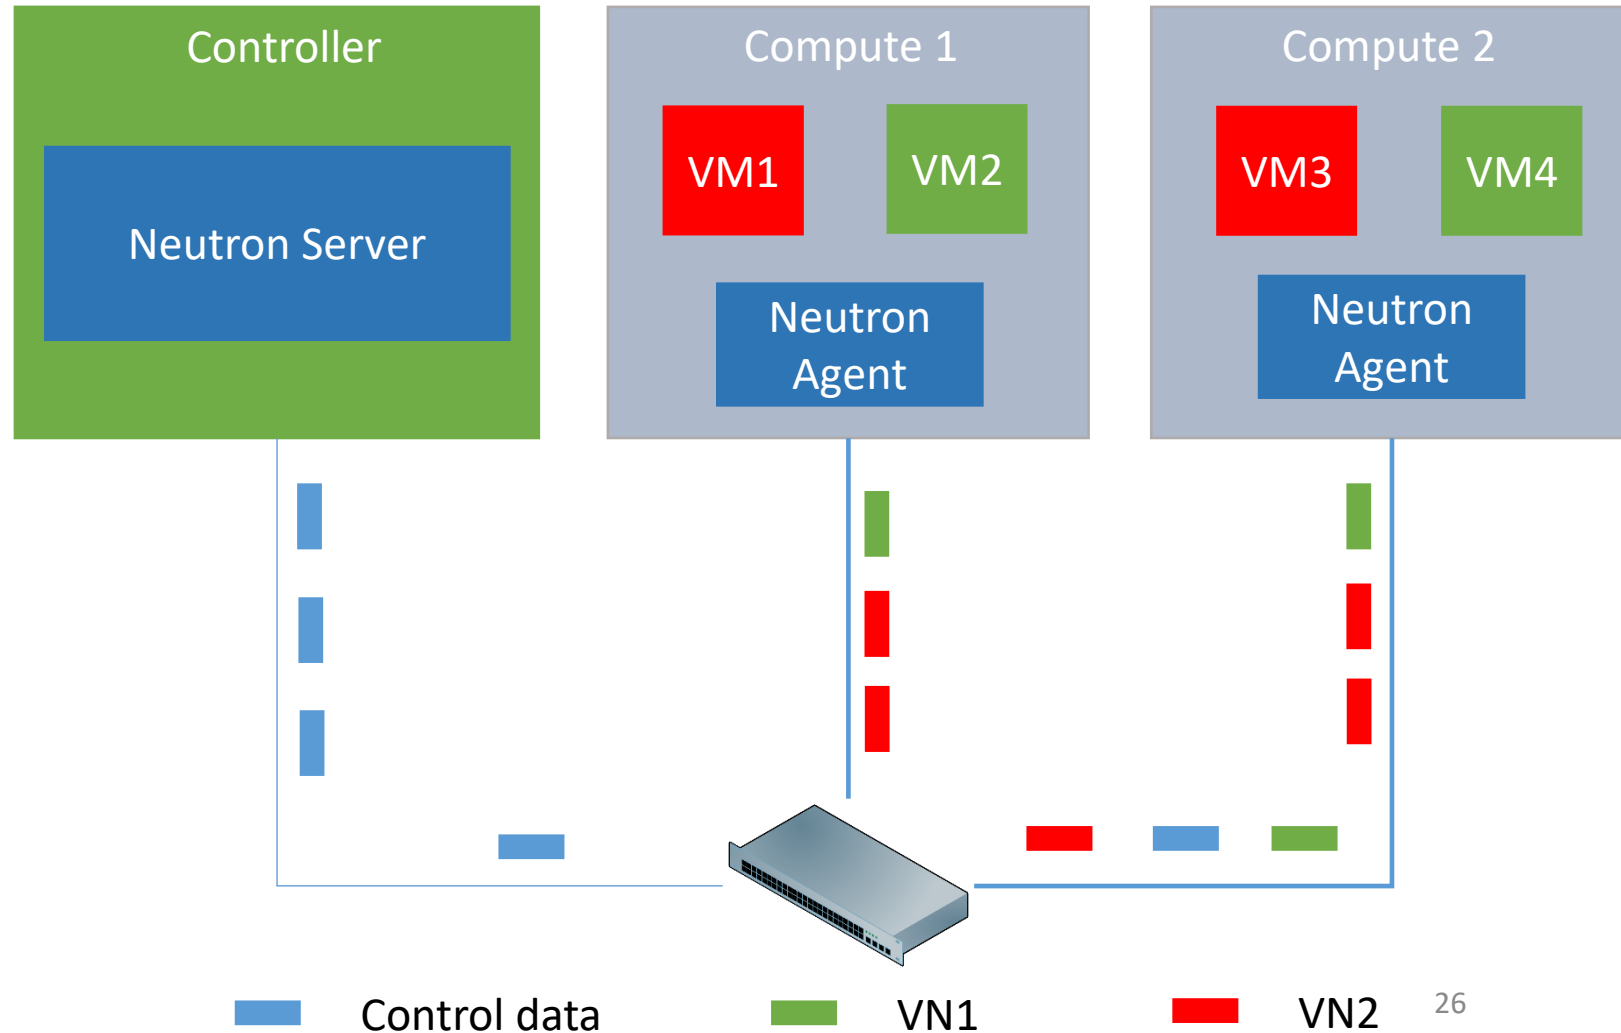 Controller
Neutron Server
Compute 1
VM1
VM2
Neutron
Agent
Compute 2
VM3
VM4
Neutron
Agent
Control data
VN1
VN2
26